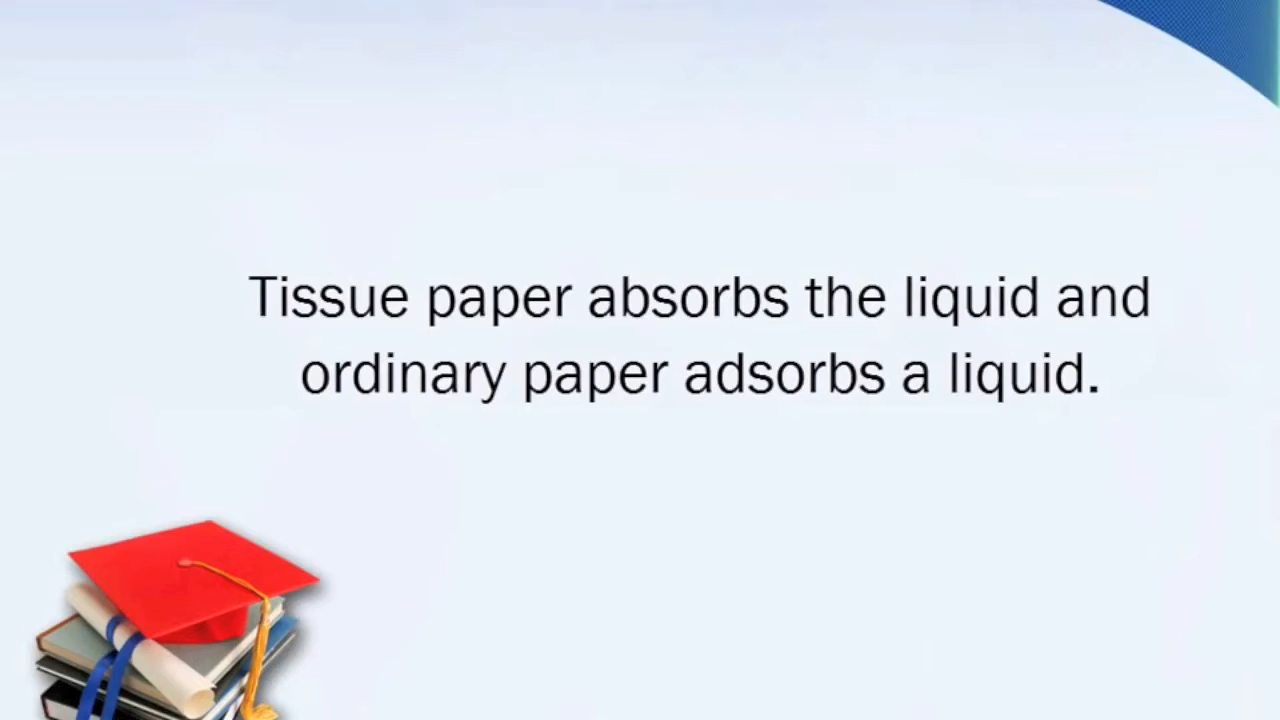 Tissue paper absorbs the liquid and
ordinary paper adsorbs a liquid.